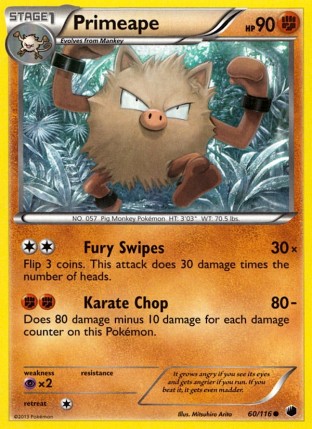 STAGE1
Primeape
HP90
Evolves from Mankey
NO. 057 Pig Monkey Pokémon HT: 3'03" WT: 70.5 lbs.
Fury Swipes 30×
Flip 3 coins. This attack does 30 damage times the
number of heads.
Karate Chop 80-
Does 80 damage minus 10 damage for each damage
counter on this Pokémon.
weakness
resistance
×2
retreat
It grows angry if you see its eyes
and gets angrier if you run. If you
beat it, it gets even madder.
Illus. Mitsuhiro Arita
60/116
©2013 Pokémon